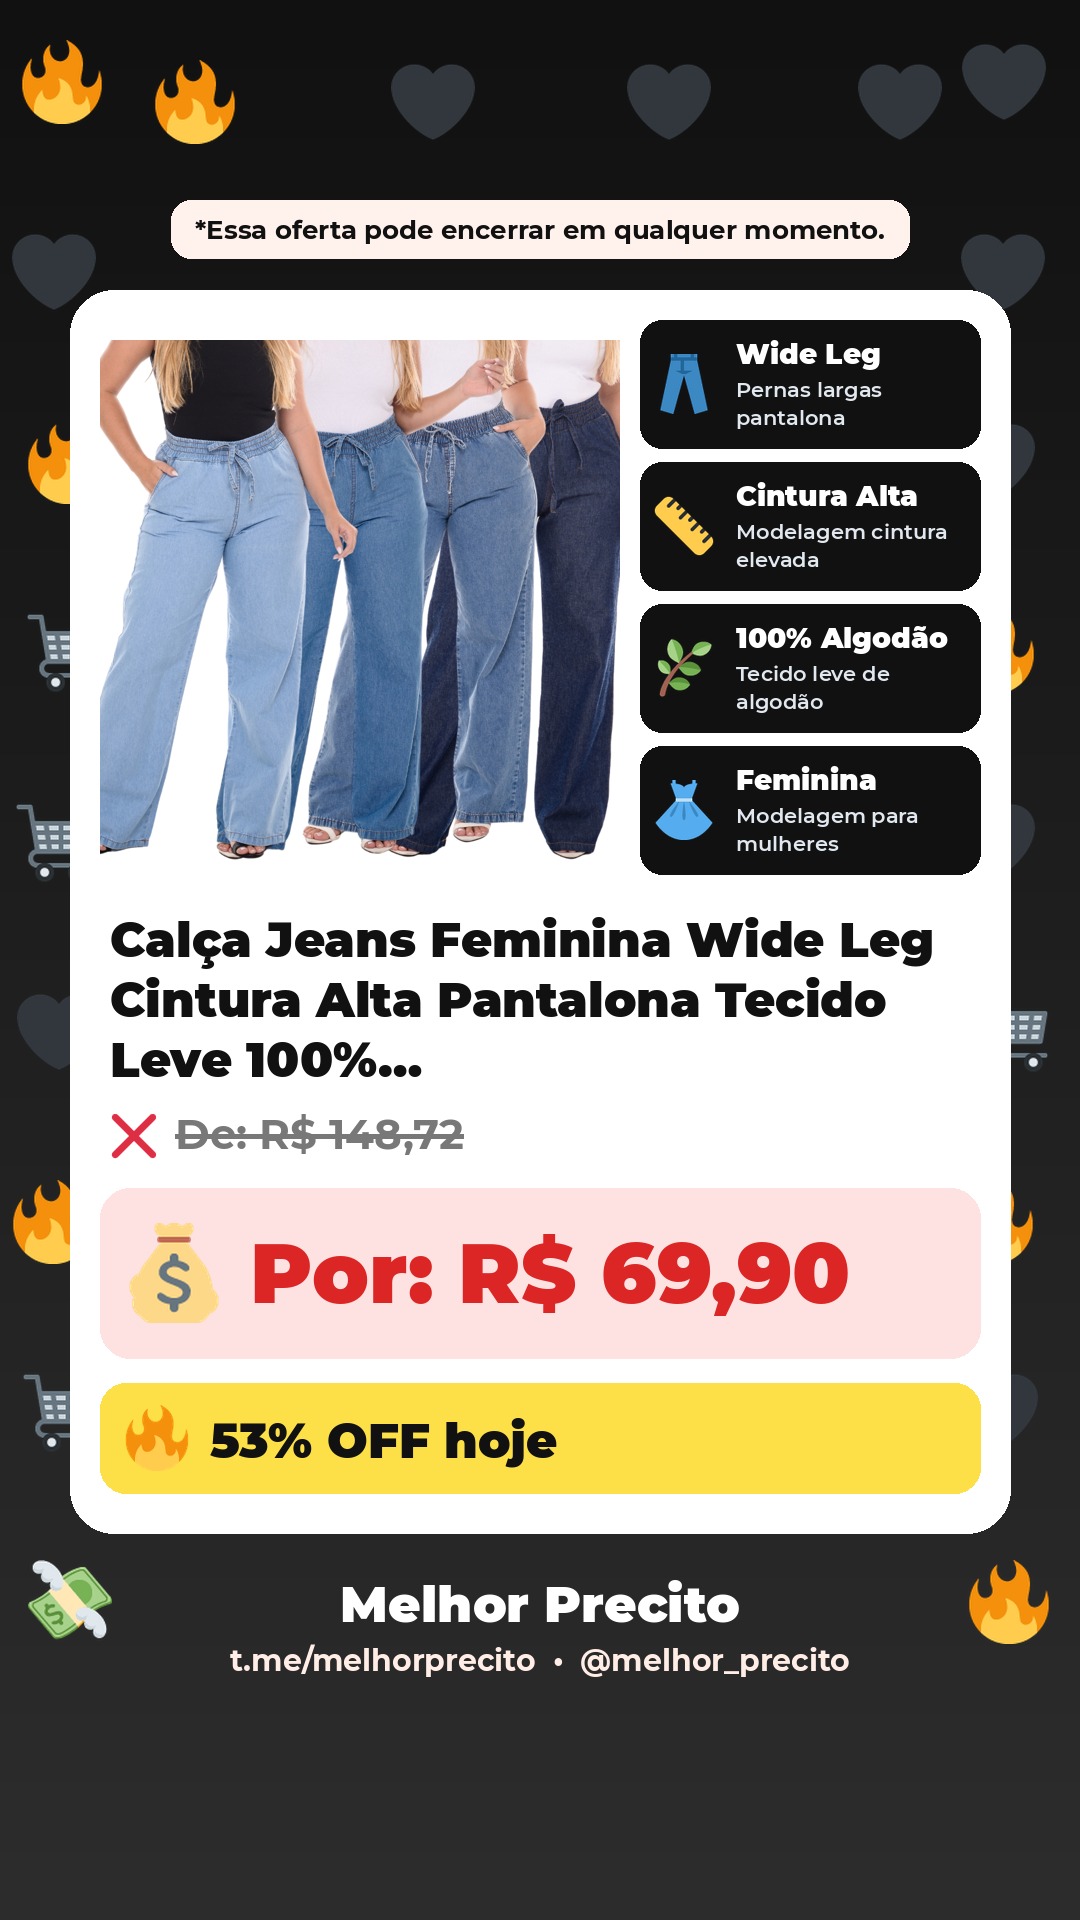 *Essa oferta pode encerrar em qualquer momento.
Wide Leg
Pernas largas
pantalona
Cintura Alta
Modelagem cintura
elevada
100% Algodão
Tecido leve de
algodão
Feminina
Modelagem para
mulheres
Calça Jeans Feminina Wide Leg
Cintura Alta Pantalona Tecido
Leve 100%...
De: R$ 148,72
Por: R$ 69,90
53% OFF hoje
Melhor Precito
t.me/melhorprecito • @melhor_precito